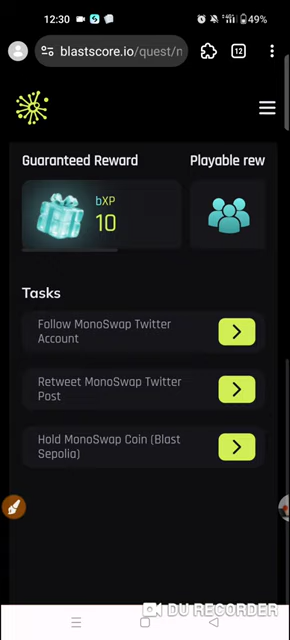 12:30
49%
blastscore.io/quest/n
12
Guaranteed Reward
Playable rew
bXP
10
Tasks
Follow MonoSwap Twitter
Account
Retweet MonoSwap Twitter
Post
Hold MonoSwap Coin (Blast
Sepolia)
DU RECORDER